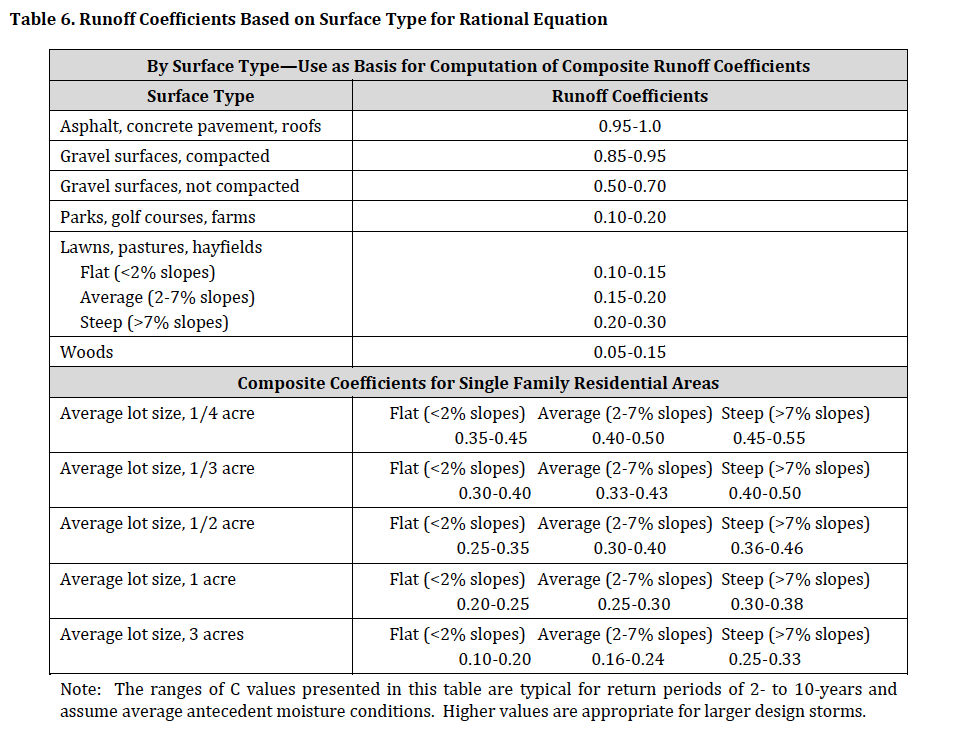 Table 6. Runoff Coefficients Based on Surface Type for Rational Equation
By Surface Type—Use as Basis for Computation of Composite Runoff Coefficients
Surface Type Runoff Coefficients
Asphalt, concrete pavement, roofs 0.95-1.0
Gravel surfaces, compacted 0.85-0.95
Gravel surfaces, not compacted 0.50-0.70
Parks, golf courses, farms 0.10-0.20
Lawns, pastures, hayfields
Flat (<2% slopes) 0.10-0.15
Average (2-7% slopes) 0.15-0.20
Steep (>7% slopes) 0.20-0.30
Woods 0.05-0.15
Composite Coefficients for Single Family Residential Areas
Average lot size, 1/4 acre Flat (<2% slopes) Average (2-7% slopes) Steep (>7% slopes)
0.35-0.45 0.40-0.50 0.45-0.55
Average lot size, 1/3 acre Flat (<2% slopes) Average (2-7% slopes) Steep (>7% slopes)
0.30-0.40 0.33-0.43 0.40-0.50
Average lot size, 1/2 acre Flat (<2% slopes) Average (2-7% slopes) Steep (>7% slopes)
0.25-0.35 0.30-0.40 0.36-0.46
Average lot size, 1 acre Flat (<2% slopes) Average (2-7% slopes) Steep (>7% slopes)
0.20-0.25 0.25-0.30 0.30-0.38
Average lot size, 3 acres Flat (<2% slopes) Average (2-7% slopes) Steep (>7% slopes)
0.10-0.20 0.16-0.24 0.25-0.33
Note: The ranges of C values presented in this table are typical for return periods of 2- to 10-years and
assume average antecedent moisture conditions. Higher values are appropriate for larger design storms.